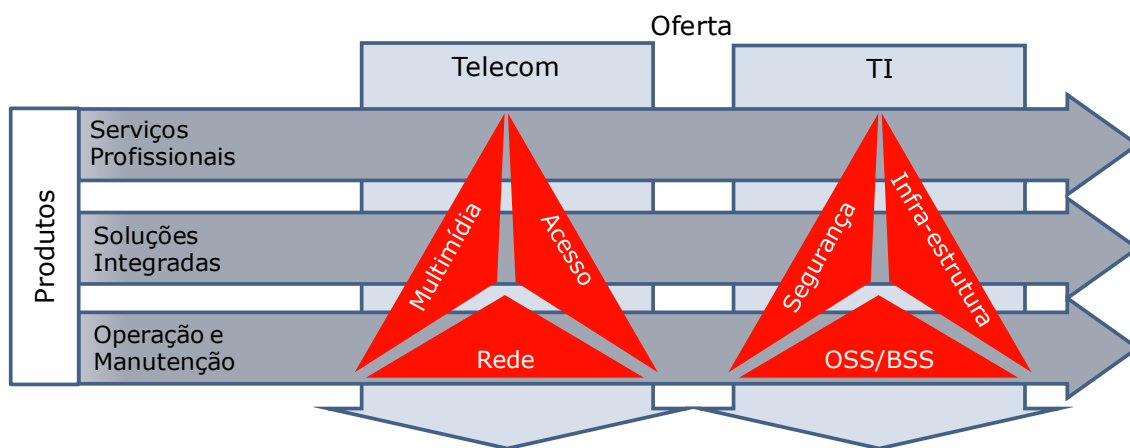 Oferta
Telecom
TI
Produtos
Serviços
Profissionais
Soluções
Integradas
Operação e
Manutenção
Multimídia
Acesso
Rede
Segurança
Infra-estrutura
OSS/BSS